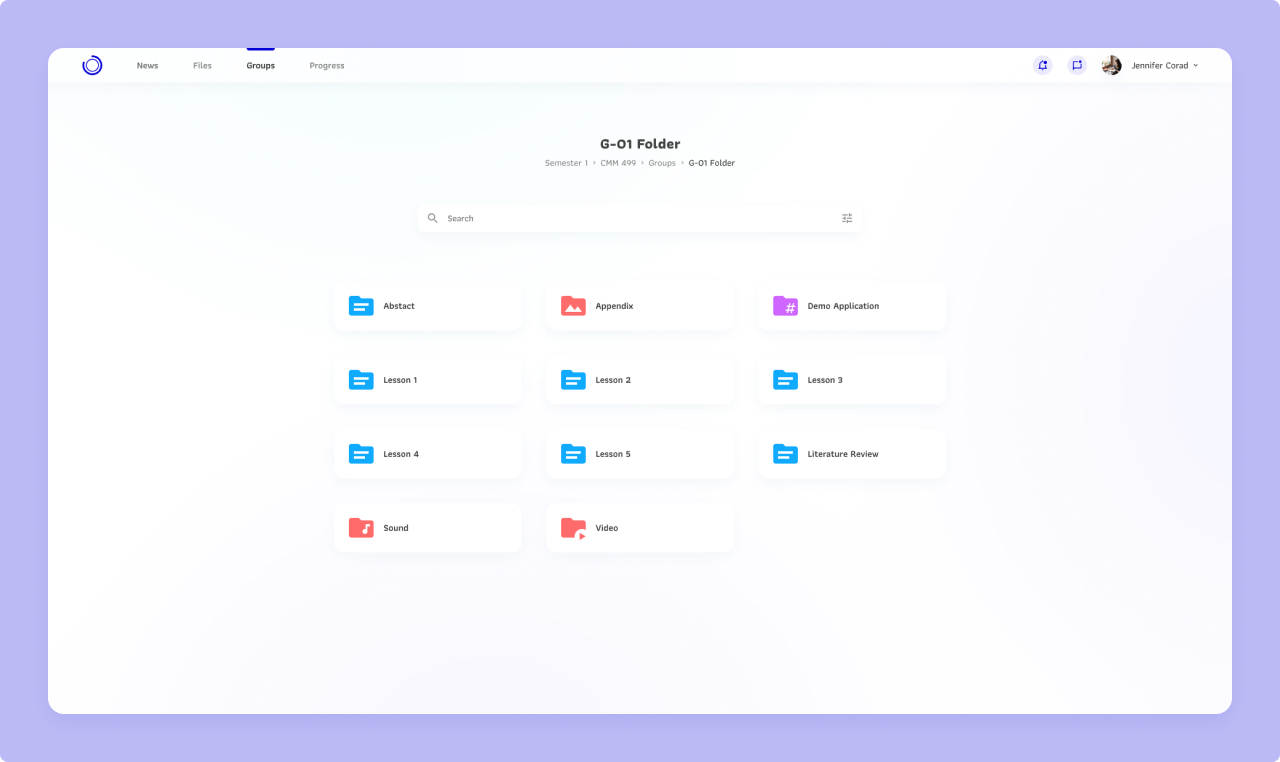 News Files Groups Progress Jennifer Corad
G-01 Folder
Semester 1 › CMM 499 › Groups › G-01 Folder
Search
Abstact Appendix Demo Application
Lesson 1 Lesson 2 Lesson 3
Lesson 4 Lesson 5 Literature Review
Sound Video